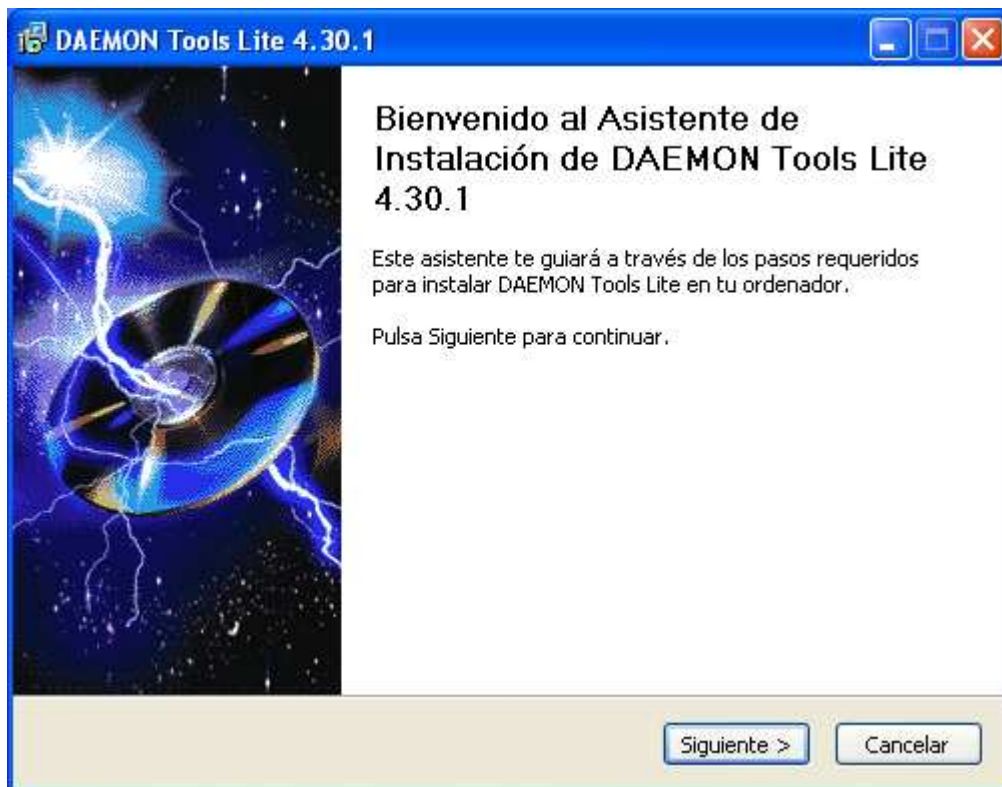 DAEMON Tools Lite 4.30.1
Bienvenido al Asistente de
Instalación de DAEMON Tools Lite
4.30.1
Este asistente te guiará a través de los pasos requeridos
para instalar DAEMON Tools Lite en tu ordenador.
Pulsa Siguiente para continuar.
Siguiente >
Cancelar